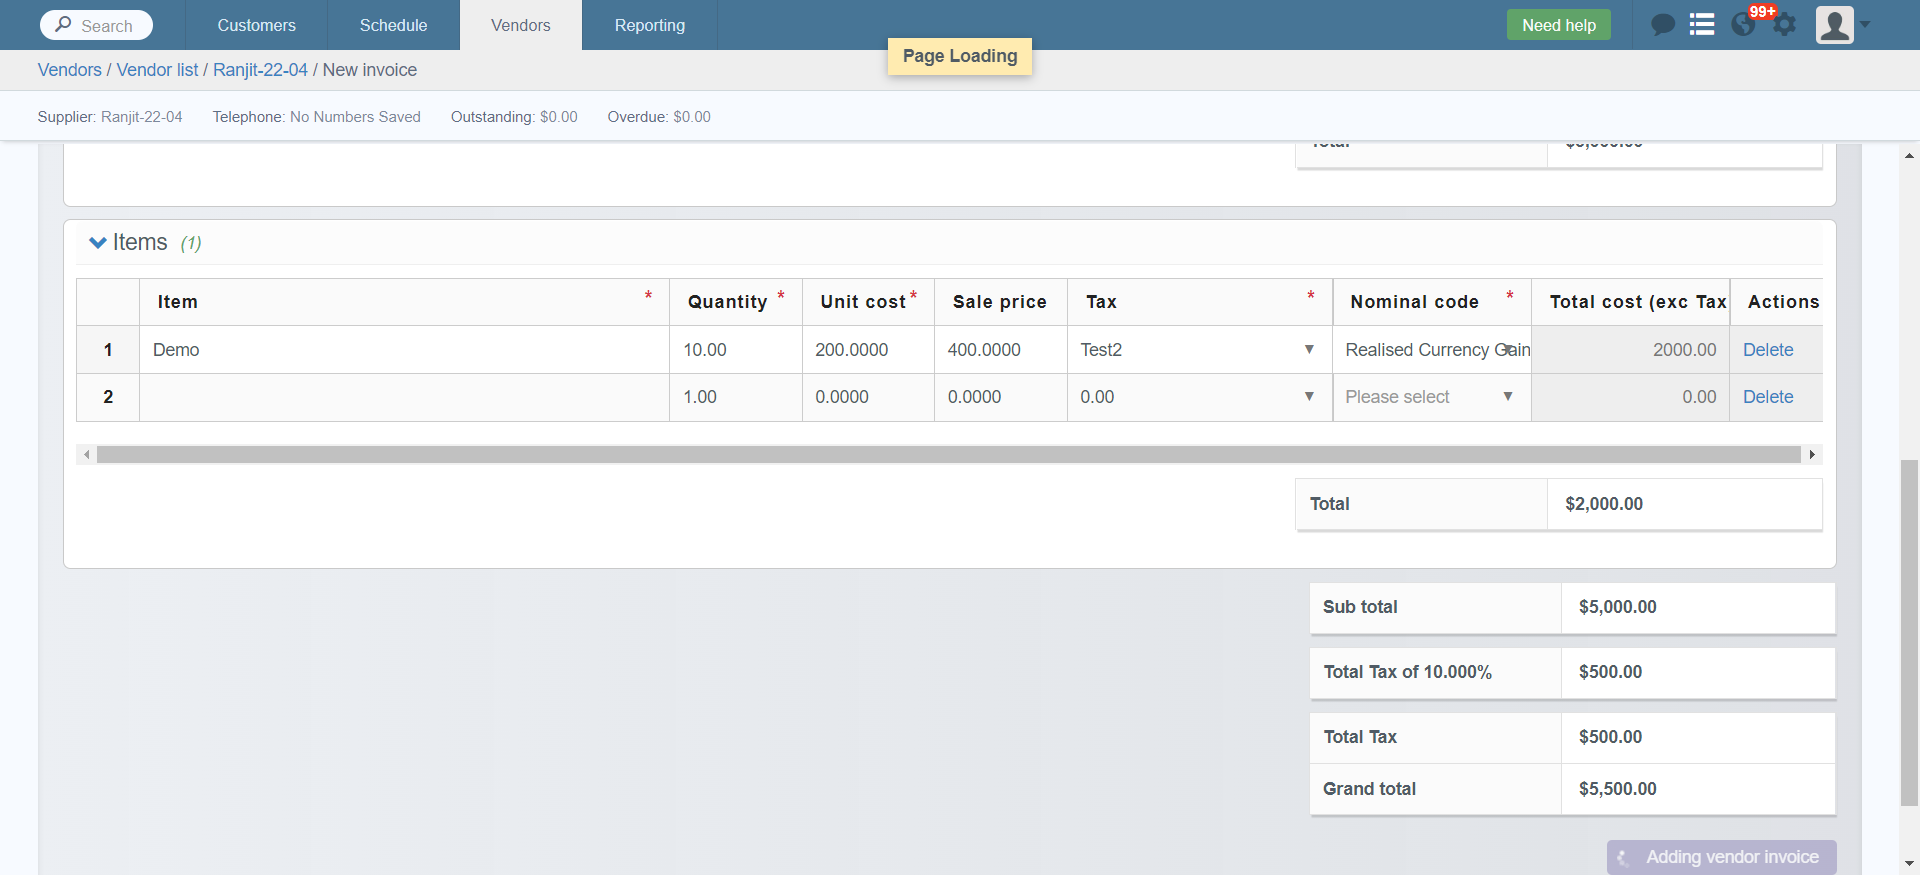 Search Customers Schedule Vendors Reporting Need help 99+
Page Loading
Vendors / Vendor list / Ranjit-22-04 / New invoice
Supplier: Ranjit-22-04 Telephone: No Numbers Saved Outstanding: $0.00 Overdue: $0.00
Items (1)
Item * Quantity * Unit cost * Sale price Tax * Nominal code * Total cost (exc Tax Actions
1 Demo 10.00 200.0000 400.0000 Test2 Realised Currency Gain 2000.00 Delete
2 1.00 0.0000 0.0000 0.00 Please select 0.00 Delete
Total $2,000.00
Sub total $5,000.00
Total Tax of 10.000% $500.00
Total Tax $500.00
Grand total $5,500.00
Adding vendor invoice